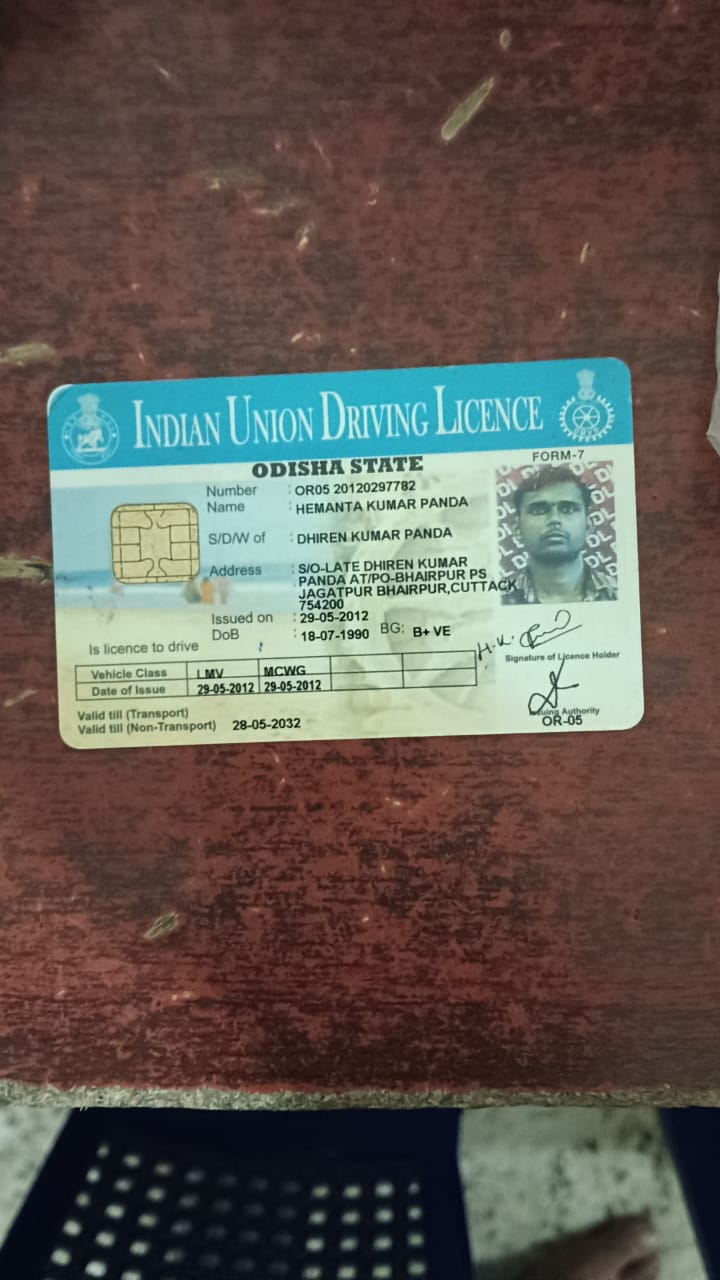 INDIAN UNION DRIVING LICENCE
ODISHA STATE
FORM-7
Number : OR05 20120297782
Name : HEMANTA KUMAR PANDA
S/D/W of : DHIREN KUMAR PANDA
Address : S/O-LATE DHIREN KUMAR
PANDA AT/PO-BHAIRPUR PS
JAGATPUR BHAIRPUR,CUTTACK
754200
Issued on : 29-05-2012
DoB : 18-07-1990 BG: B+ VE
Is licence to drive
Vehicle Class LMV MCWG
Date of Issue 29-05-2012 29-05-2012
Valid till (Transport)
Valid till (Non-Transport) 28-05-2032
H.K.
Signature of Licence Holder
Issuing Authority
OR-05